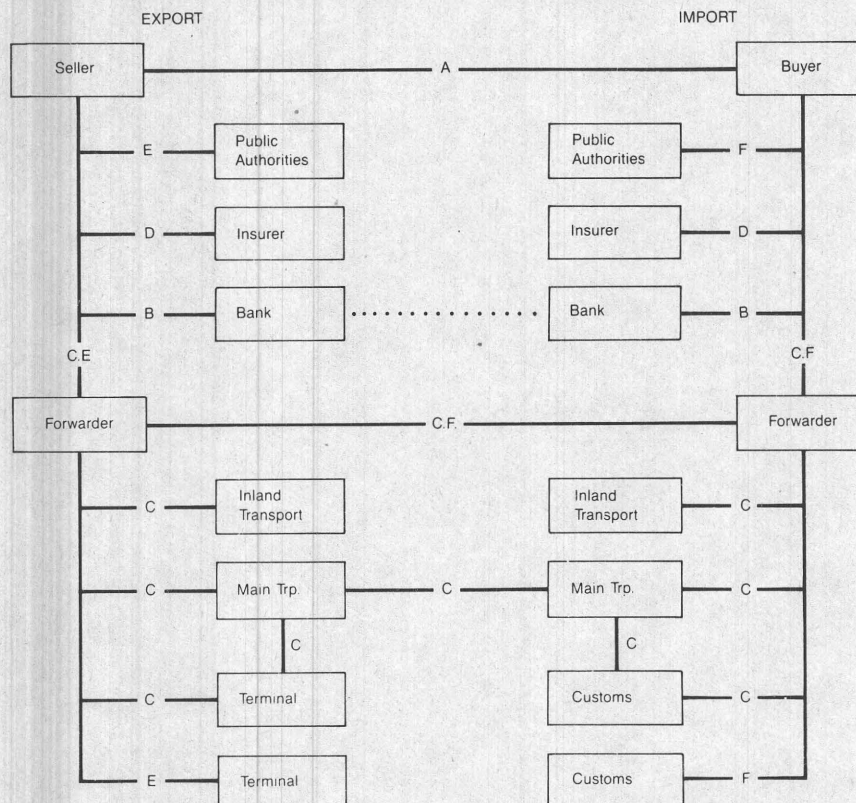 EXPORT IMPORT
Seller A Buyer
E Public Authorities Public Authorities F
D Insurer Insurer D
B Bank Bank B
C.E C.F
Forwarder C.F. Forwarder
C Inland Transport Inland Transport C
C Main Trp. C Main Trp. C
C C
C Terminal Customs C
E Terminal Customs F